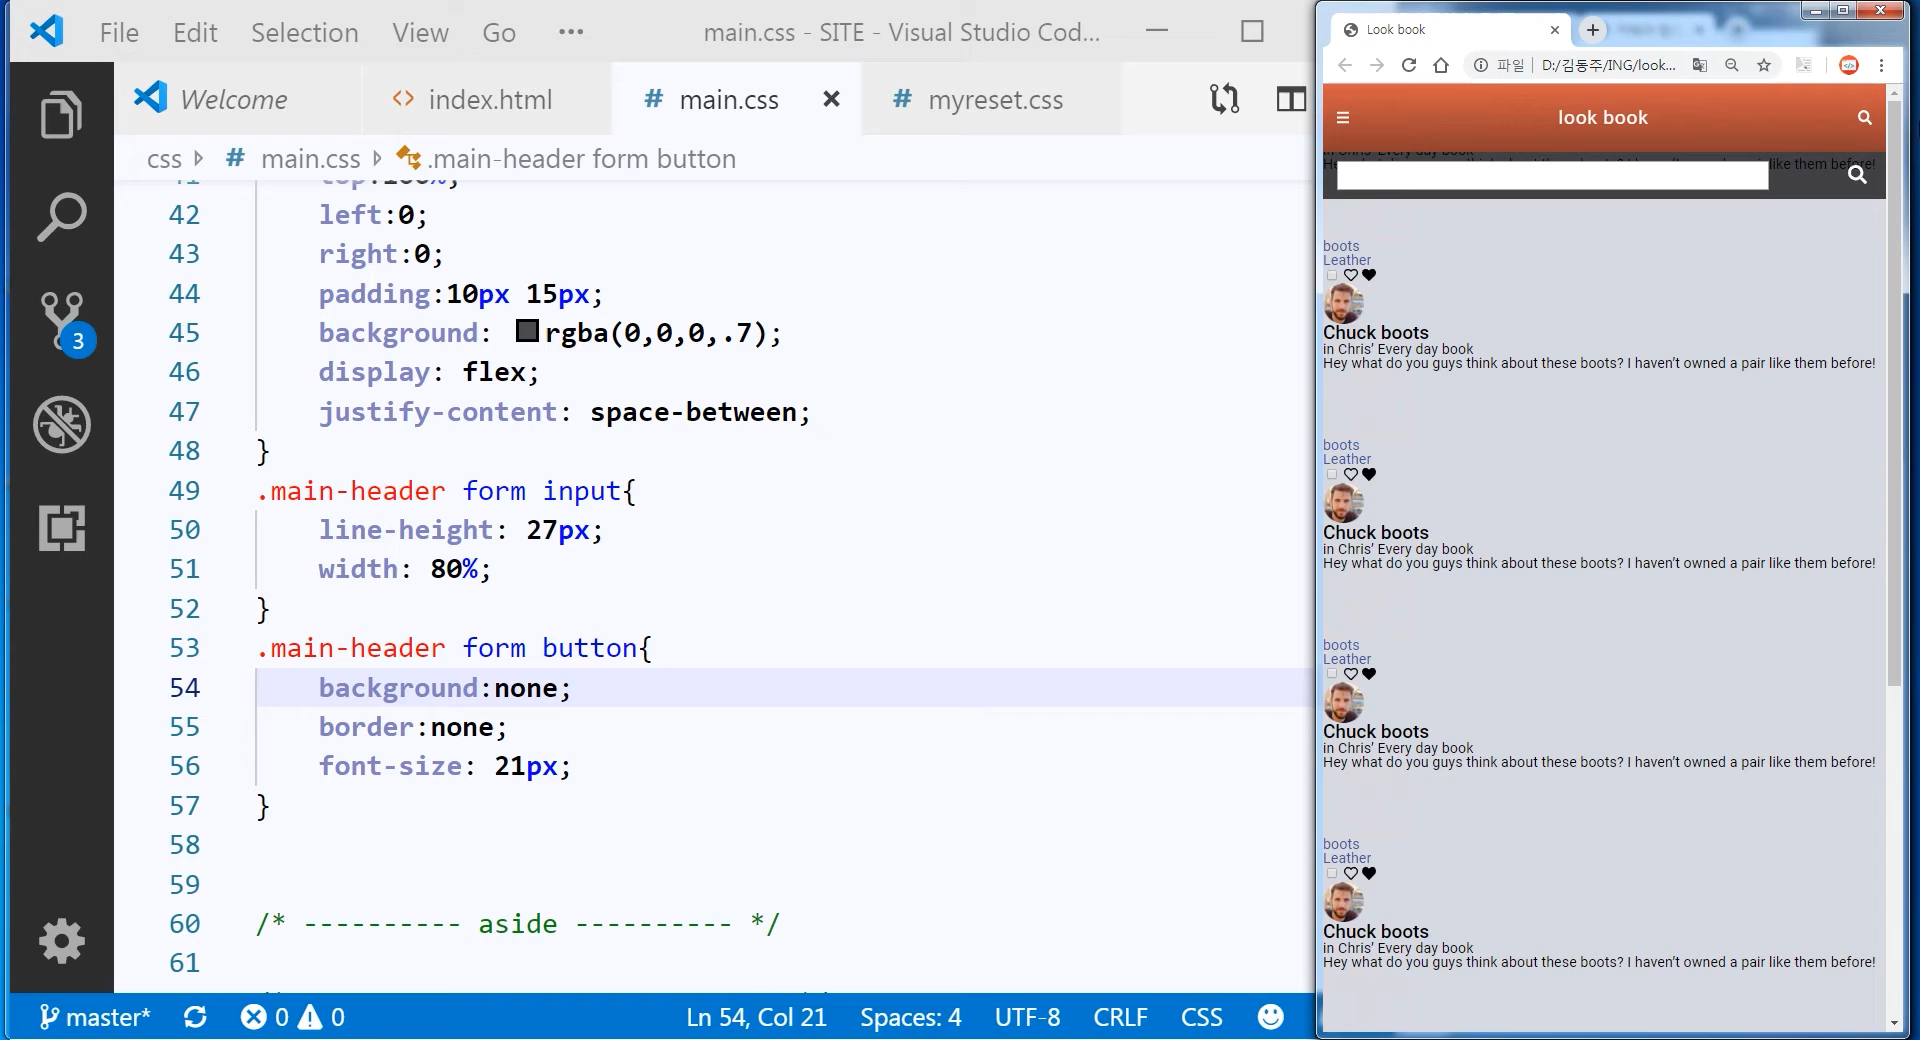 File Edit Selection View Go ••• main.css - SITE - Visual Studio Cod...
Welcome <> index.html # main.css × # myreset.css
css # main.css .main-header form button
42 left:0;
43 right:0;
44 padding:10px 15px;
45 background: rgba(0,0,0,.7);
46 display: flex;
47 justify-content: space-between;
48 }
49 .main-header form input{
50 line-height: 27px;
51 width: 80%;
52 }
53 .main-header form button{
54 background:none;
55 border:none;
56 font-size: 21px;
57 }
58
59
60 /* ---------- aside ---------- */
61
3
master* 0 0 Ln 54, Col 21 Spaces: 4 UTF-8 CRLF CSS
Look book
파일 | D:/김동주/ING/look...
look book
in Chris' Every day book
boots
Leather
Chuck boots
in Chris' Every day book
Hey what do you guys think about these boots? I haven't owned a pair like them before!
boots
Leather
Chuck boots
in Chris' Every day book
Hey what do you guys think about these boots? I haven't owned a pair like them before!
boots
Leather
Chuck boots
in Chris' Every day book
Hey what do you guys think about these boots? I haven't owned a pair like them before!
boots
Leather
Chuck boots
in Chris' Every day book
Hey what do you guys think about these boots? I haven't owned a pair like them before!